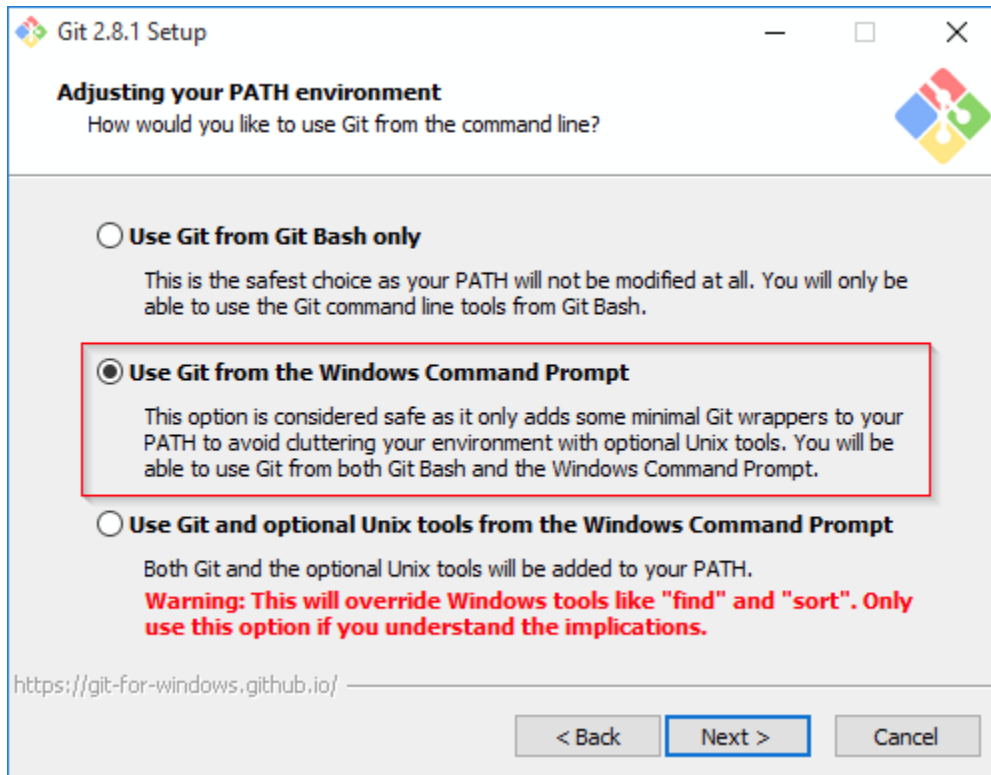 Git 2.8.1 Setup
Adjusting your PATH environment
How would you like to use Git from the command line?
Use Git from Git Bash only
This is the safest choice as your PATH will not be modified at all. You will only be
able to use the Git command line tools from Git Bash.
Use Git from the Windows Command Prompt
This option is considered safe as it only adds some minimal Git wrappers to your
PATH to avoid cluttering your environment with optional Unix tools. You will be
able to use Git from both Git Bash and the Windows Command Prompt.
Use Git and optional Unix tools from the Windows Command Prompt
Both Git and the optional Unix tools will be added to your PATH.
Warning: This will override Windows tools like "find" and "sort". Only
use this option if you understand the implications.
https://git-for-windows.github.io/
< Back Next > Cancel